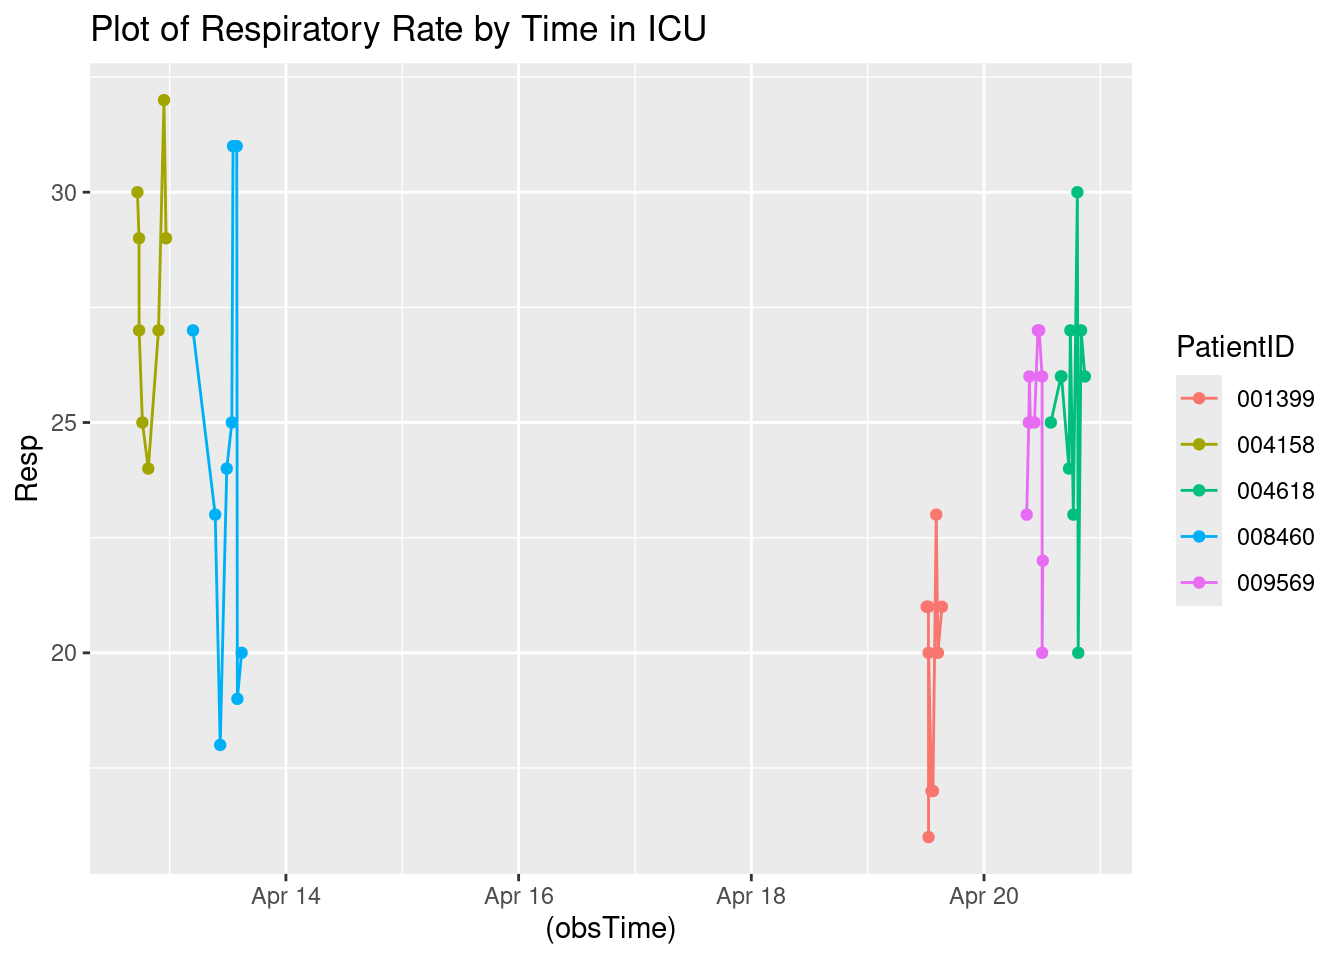 Plot of Respiratory Rate by Time in ICU
30
25
20
Resp
Apr 14
Apr 16
Apr 18
Apr 20
(obsTime)
PatientID
001399
004158
004618
008460
009569